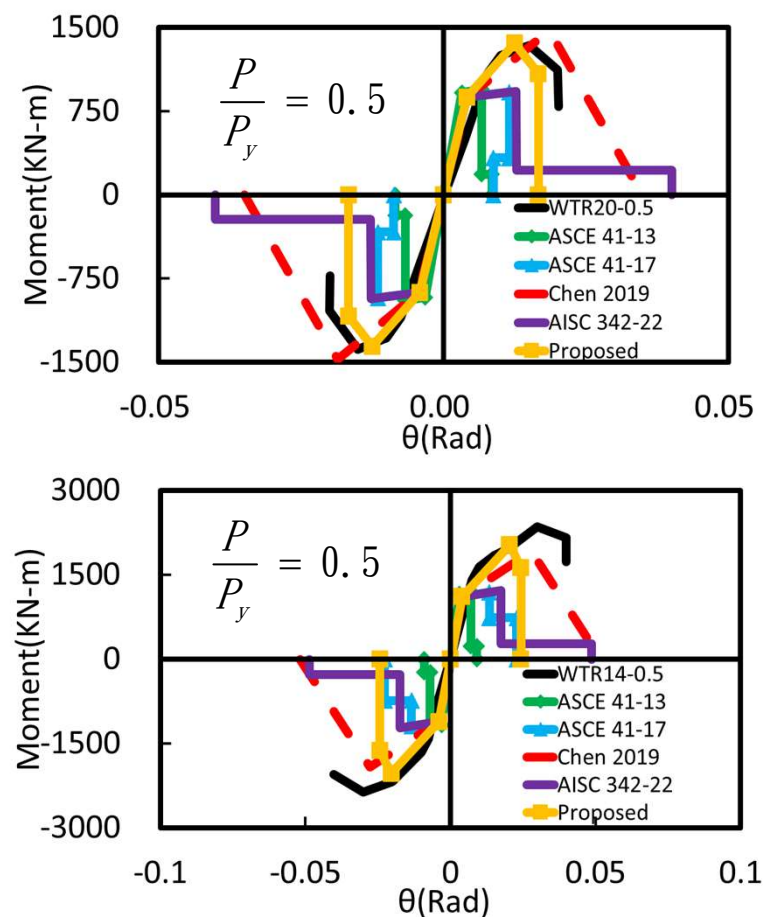 1500
750
0
-750
-1500
Moment(KN-m)
P
P_y = 0.5
WTR20-0.5
ASCE 41-13
ASCE 41-17
Chen 2019
AISC 342-22
Proposed
-0.05
0.00
0.05
θ(Rad)
3000
1500
0
-1500
-3000
Moment(KN-m)
P
P_y = 0.5
WTR14-0.5
ASCE 41-13
ASCE 41-17
Chen 2019
AISC 342-22
Proposed
-0.1
-0.05
0
0.05
0.1
θ(Rad)